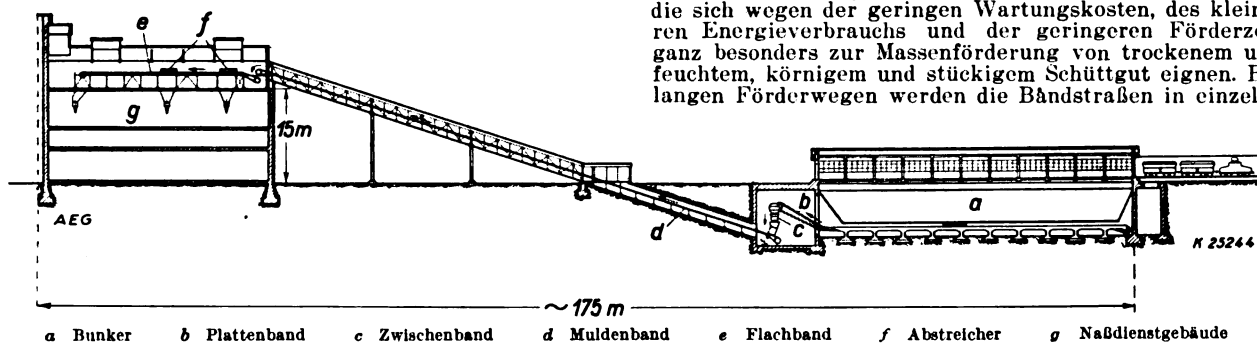 die sich wegen der geringen Wartungskosten, des klein
ren Energieverbrauchs und der geringeren Förderz
ganz besonders zur Massenförderung von trockenem u
feuchtem, körnigem und stückigem Schüttgut eignen.
langen Förderwegen werden die Bandstraßen in einzel
e f
g
15m
AEG
d
b
c
a
K 25244
~ 175 m
a Bunker b Plattenband c Zwischenband d Muldenband e Flachband f Abstreicher g Naßdienstgebäude